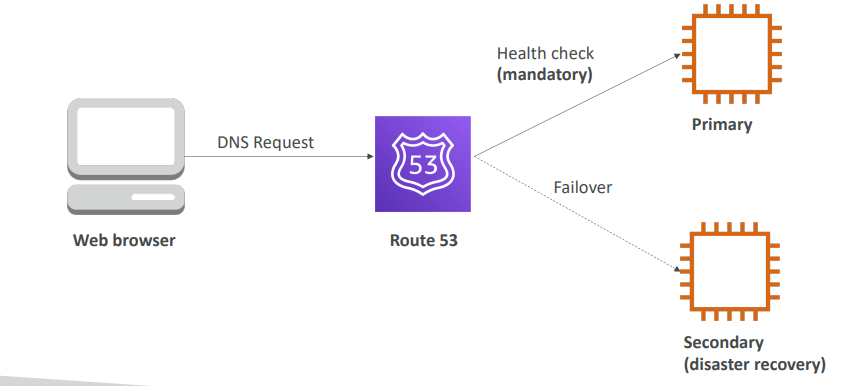 Health check
(mandatory)
Primary
DNS Request
53
Failover
Web browser
Route 53
Secondary
(disaster recovery)